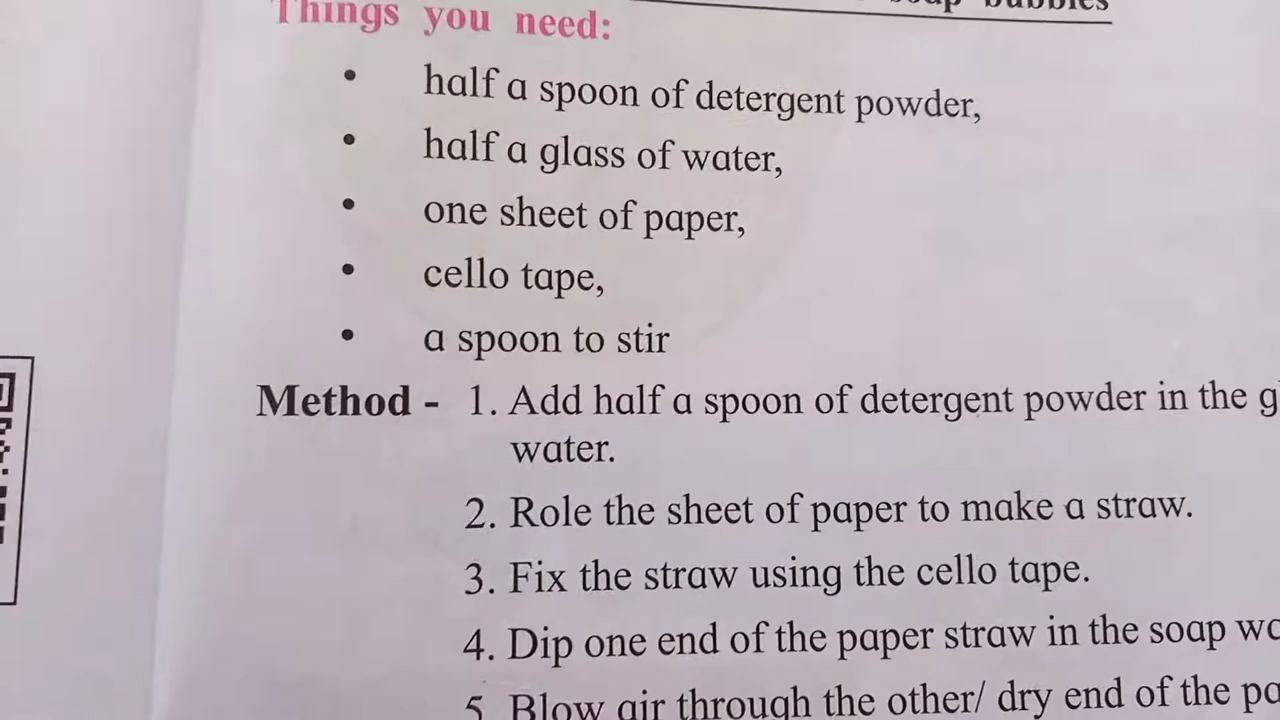 soap bubbles
Things you need:
• half a spoon of detergent powder,
• half a glass of water,
• one sheet of paper,
• cello tape,
• a spoon to stir
Method - 1. Add half a spoon of detergent powder in the
water.
2. Role the sheet of paper to make a straw.
3. Fix the straw using the cello tape.
4. Dip one end of the paper straw in the soap
5. Blow air through the other/ dry end of the